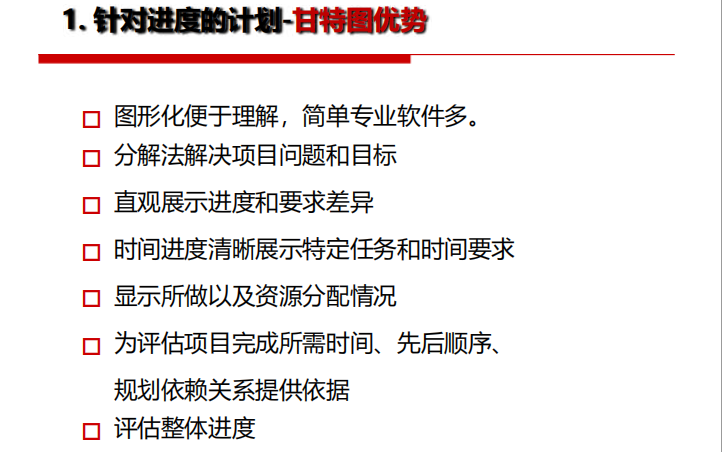 1. 针对进度的计划-甘特图优势
图形化便于理解，简单专业软件多。
分解法解决项目问题和目标
直观展示进度和要求差异
时间进度清晰展示特定任务和时间要求
显示所做以及资源分配情况
为评估项目完成所需时间、先后顺序、
规划依赖关系提供依据
评估整体进度